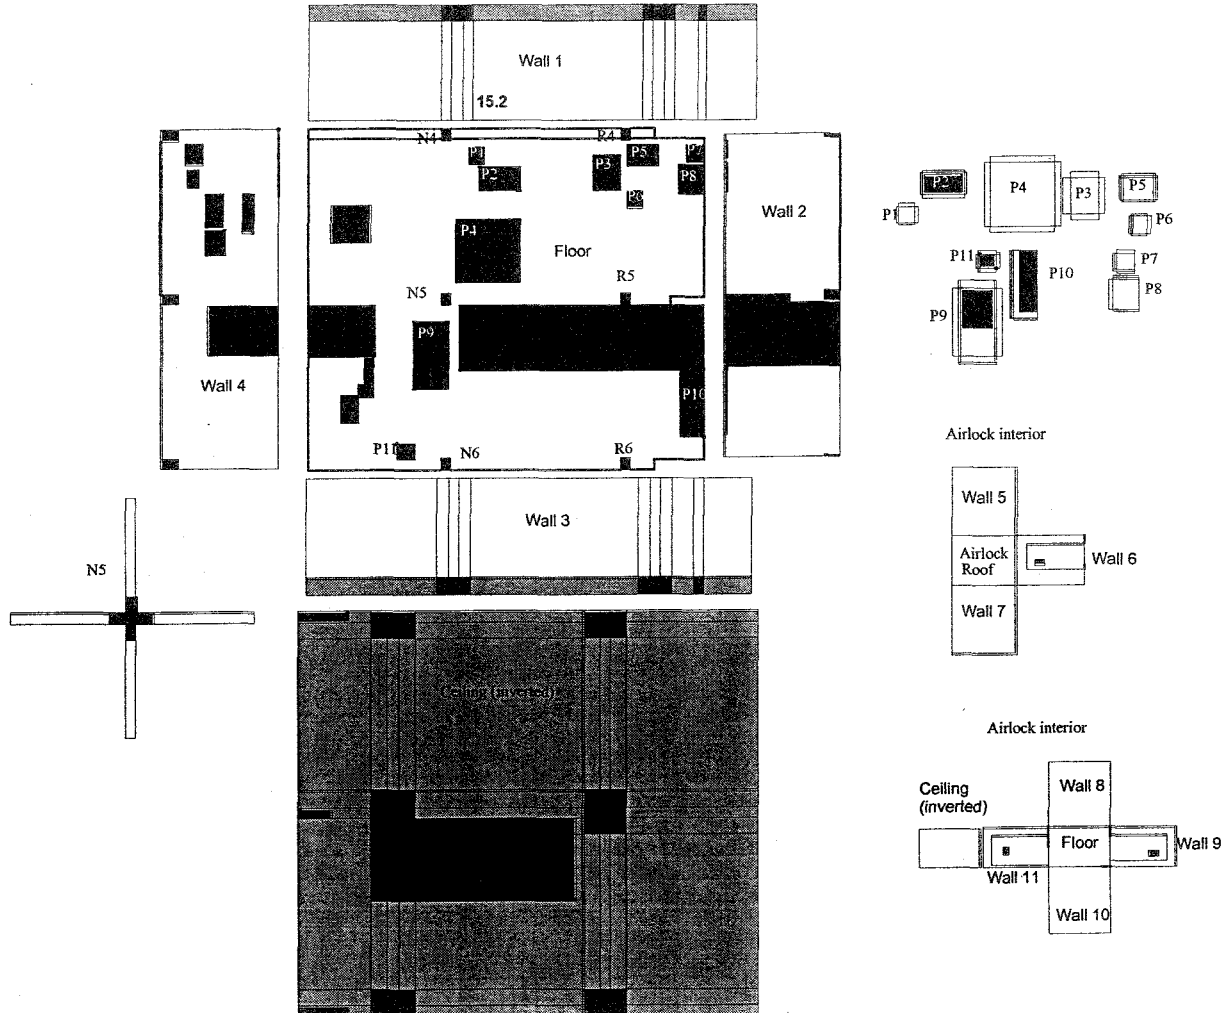 Wall 1
15.2
N4
R4
P1
P2
P3
P5
P7
P8
P6
P4
Floor
N5
R5
P9
P10
P11
N6
R6
Wall 4
Wall 2
P2
P4
P3
P5
P1
P6
P11
P10
P7
P8
P9
Wall 3
N5
Ceiling (inverted)
Airlock interior
Wall 5
Airlock
Roof
Wall 6
Wall 7
Airlock interior
Ceiling
(inverted)
Wall 8
Floor
Wall 9
Wall 11
Wall 10